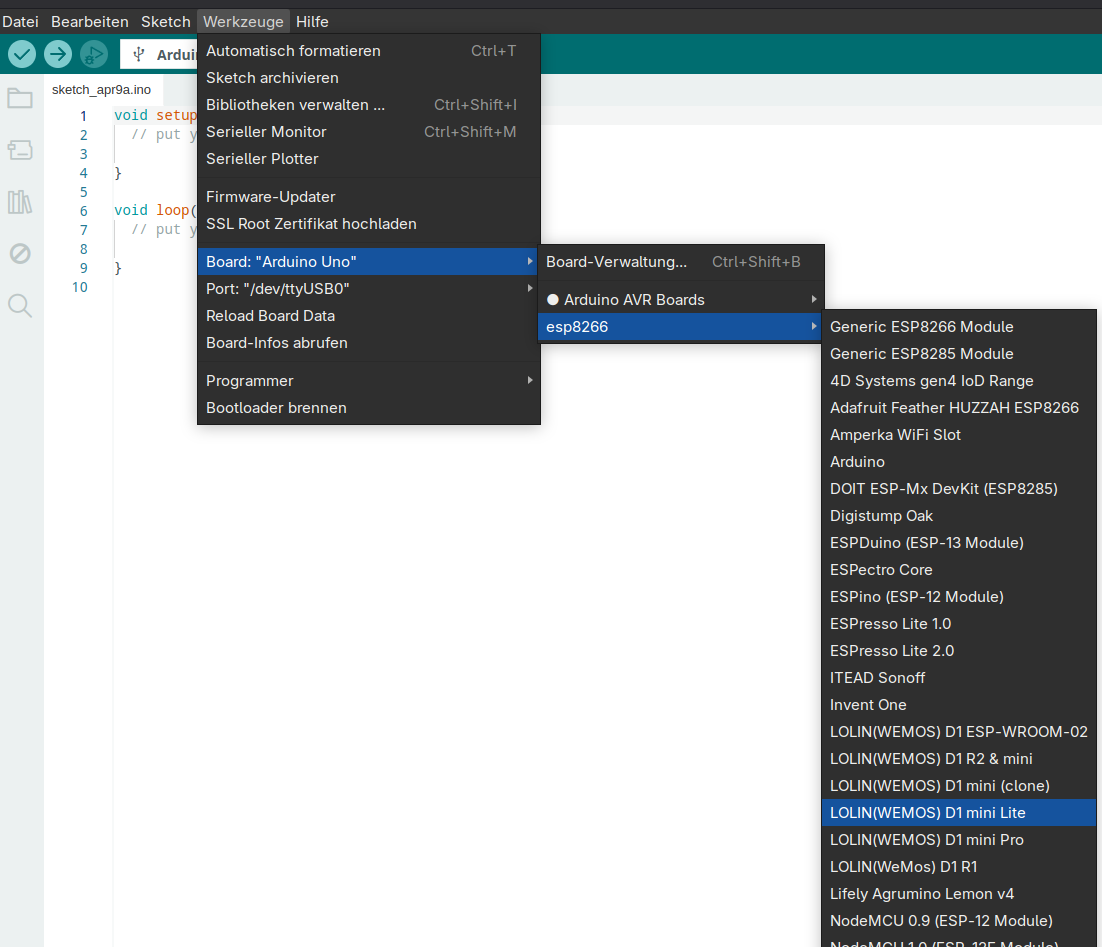 Datei Bearbeiten Sketch Werkzeuge Hilfe
Automatisch formatieren Ctrl+T
Sketch archivieren
Bibliotheken verwalten ... Ctrl+Shift+I
Serieller Monitor Ctrl+Shift+M
Serieller Plotter
Firmware-Updater
SSL Root Zertifikat hochladen
Board: "Arduino Uno"
Port: "/dev/ttyUSB0"
Reload Board Data
Board-Infos abrufen
Programmer
Bootloader brennen
Board-Verwaltung... Ctrl+Shift+B
Arduino AVR Boards
esp8266
Generic ESP8266 Module
Generic ESP8285 Module
4D Systems gen4 IoD Range
Adafruit Feather HUZZAH ESP8266
Amperka WiFi Slot
Arduino
DOIT ESP-Mx DevKit (ESP8285)
Digistump Oak
ESPDuino (ESP-13 Module)
ESPectro Core
ESPino (ESP-12 Module)
ESPresso Lite 1.0
ESPresso Lite 2.0
ITEAD Sonoff
Invent One
LOLIN(WEMOS) D1 ESP-WROOM-02
LOLIN(WEMOS) D1 R2 & mini
LOLIN(WEMOS) D1 mini (clone)
LOLIN(WEMOS) D1 mini Lite
LOLIN(WEMOS) D1 mini Pro
LOLIN(WeMos) D1 R1
Lifely Agrumino Lemon v4
NodeMCU 0.9 (ESP-12 Module)
NodeMCU 1.0 (ESP-12E Module)
Ardui
sketch_apr9a.ino
1 void setup
2 // put y
3
4 }
5
6 void loop(
7 // put y
8
9 }
10